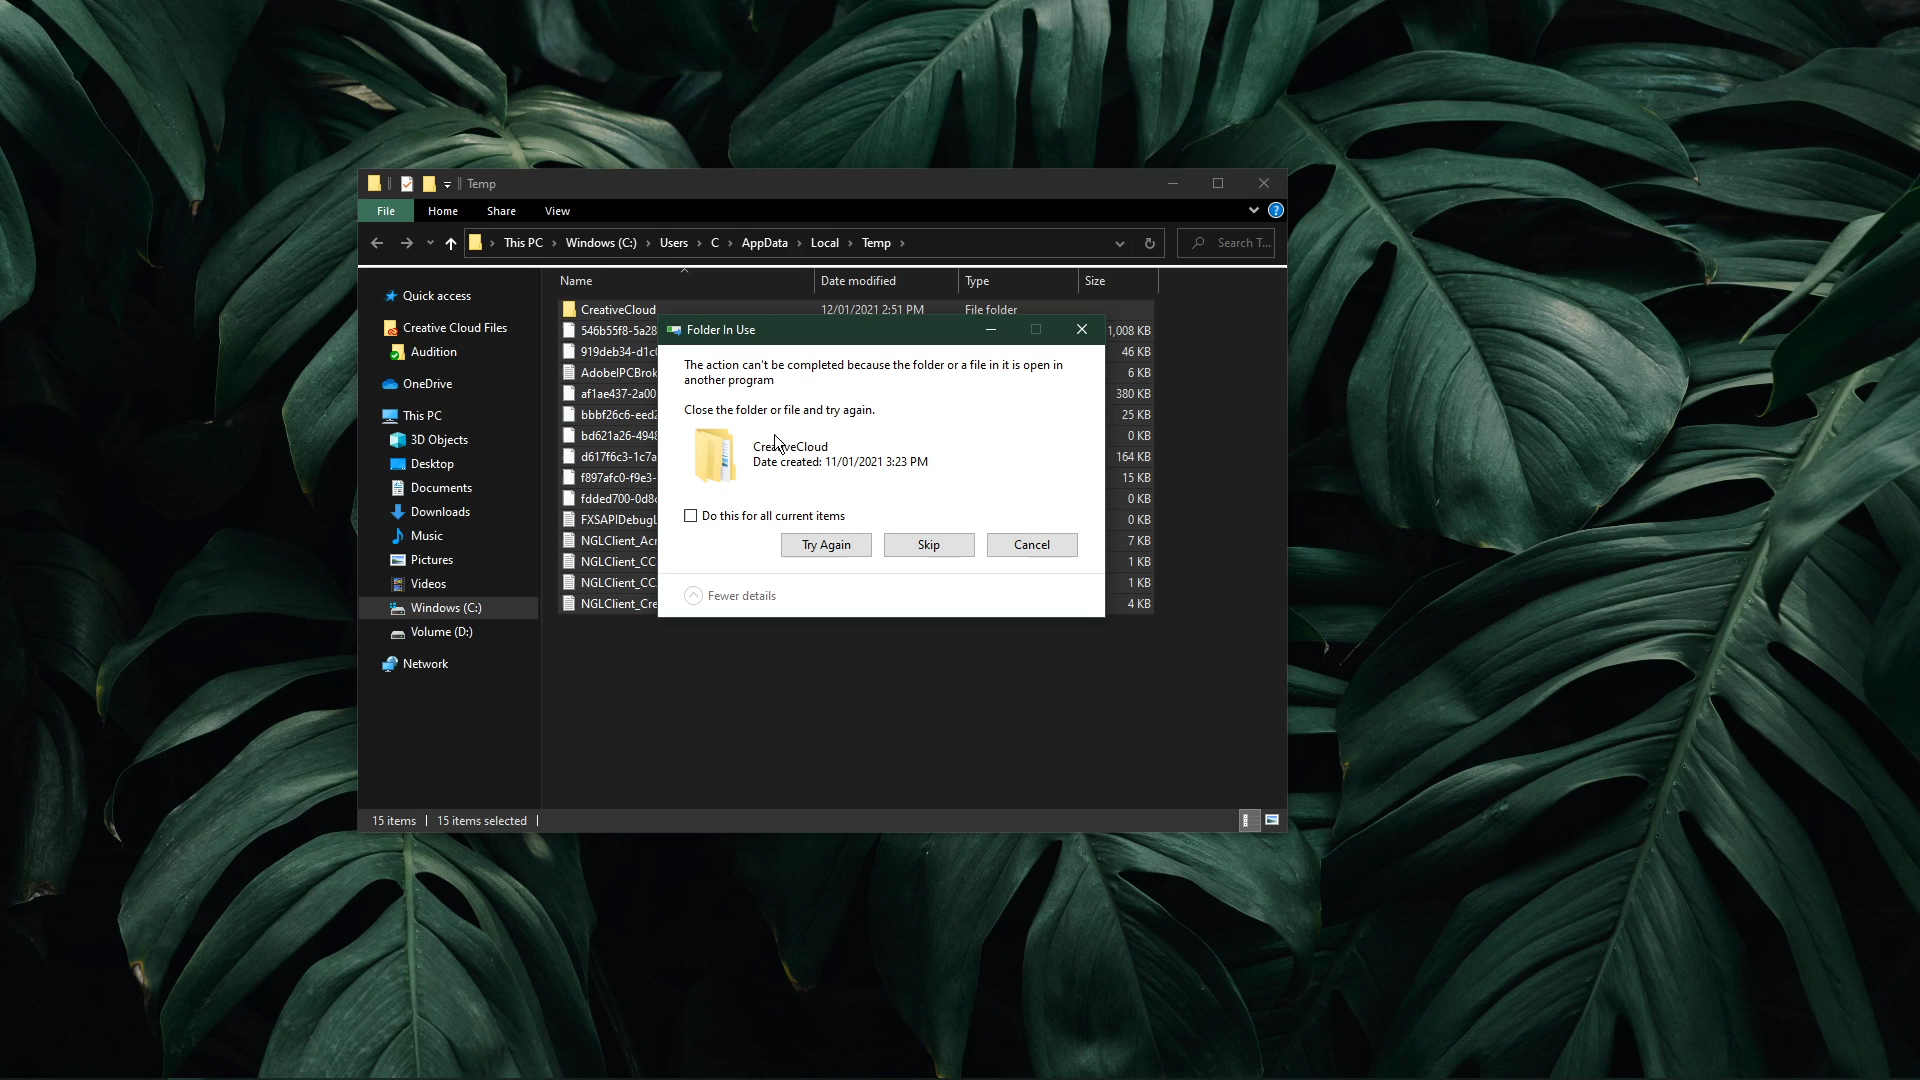 Temp
File
Home
Share
View
This PC
Windows (C:)
Users
C
AppData
Local
Temp
Search T...
Name
Date modified
Type
Size
Quick access
Creative Cloud Files
Audition
OneDrive
This PC
3D Objects
Desktop
Documents
Downloads
Music
Pictures
Videos
Windows (C:)
Volume (D:)
Network
CreativeCloud 12/01/2021 2:51 PM File folder
546b55f8-5a28 1,008 KB
919deb34-d1c 46 KB
AdobeIPCBrok 6 KB
af1ae437-2a00 380 KB
bbbf26c6-eed2 25 KB
bd621a26-4948 0 KB
d617f6c3-1c7a 164 KB
f897afc0-f9e3- 15 KB
fdded700-0d8c 0 KB
FXSAPIDebugL 0 KB
NGLClient_Acr 7 KB
NGLClient_CC 1 KB
NGLClient_CC 1 KB
NGLClient_Cre 4 KB
Folder In Use
The action can't be completed because the folder or a file in it is open in
another program
Close the folder or file and try again.
CreativeCloud
Date created: 11/01/2021 3:23 PM
Do this for all current items
Try Again
Skip
Cancel
Fewer details
15 items
15 items selected